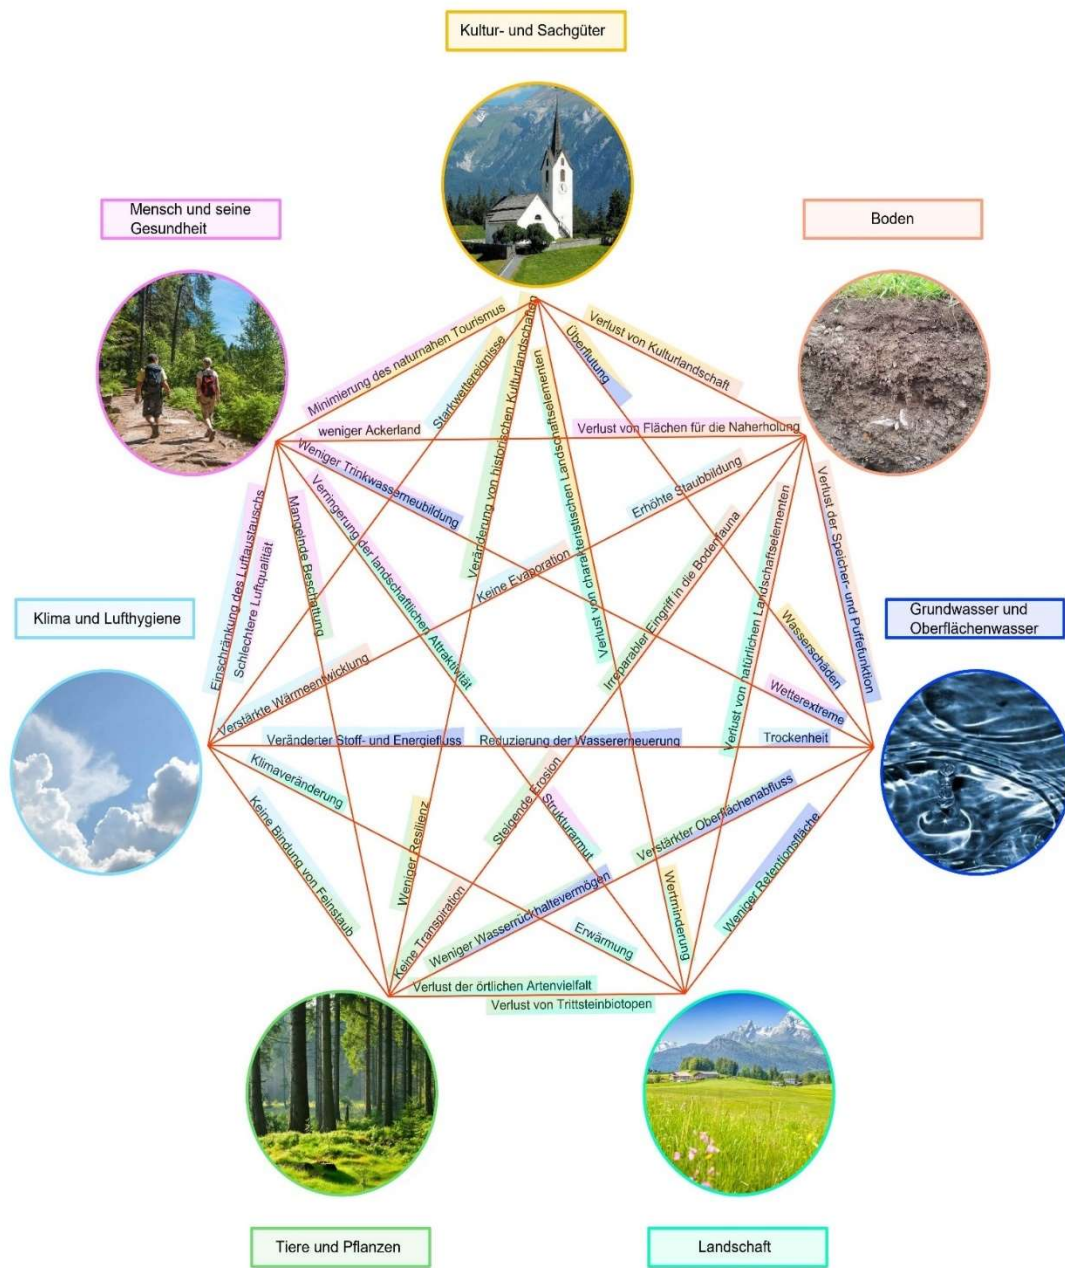 Kultur- und Sachgüter
Mensch und seine
Gesundheit
Boden
Minimierung des naturnahen Tourismus
Starkwetterereignisse
Veränderung von historischen Kulturlandschaften
Verlust von charakteristischen Landschaftselementen
Überflutung
Verlust von Kulturlandschaft
weniger Ackerland
Verlust von Flächen für die Naherholung
Weniger Trinkwasserneubildung
Verringerung der landschaftlichen Attraktivität
Mangelnde Beschattung
Einschränkung des Luftaustauschs
Schlechtere Luftqualität
Erhöhte Staubbildung
Keine Evaporation
Verstärkte Wärmeentwicklung
Irreparabler Eingriff in die Bodenfauna
Verlust von natürlichen Landschaftselementen
Verlust der Speicher- und Puffefunktion
Klima und Lufthygiene
Grundwasser und
Oberflächenwasser
Wasserschäden
Wetterextreme
Veränderter Stoff- und Energiefluss
Reduzierung der Wassererneuerung
Trockenheit
Klimaveränderung
Keine Bindung von Feinstaub
Weniger Resilienz
Steigende Erosion
Strukturarmut
Verstärkter Oberflächenabfluss
Weniger Retentionsfläche
Keine Transpiration
Weniger Wasserrückhaltevermögen
Erwärmung
Wertminderung
Verlust der örtlichen Artenvielfalt
Verlust von Trittsteinbiotopen
Tiere und Pflanzen
Landschaft